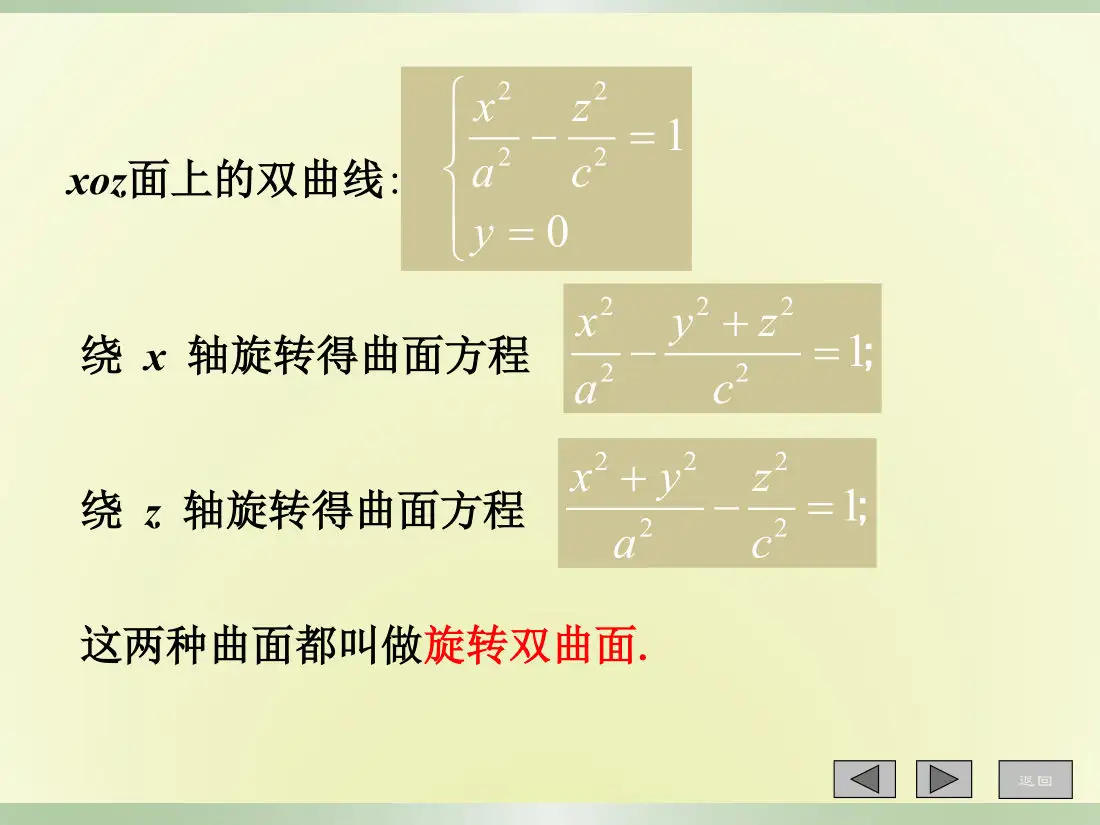 xoz面上的双曲线: { x²/a² − z²/c² = 1
y = 0
绕 x 轴旋转得曲面方程 x²/a² − (y² + z²)/c² = 1;
绕 z 轴旋转得曲面方程 (x² + y²)/a² − z²/c² = 1;
这两种曲面都叫做旋转双曲面.
返回